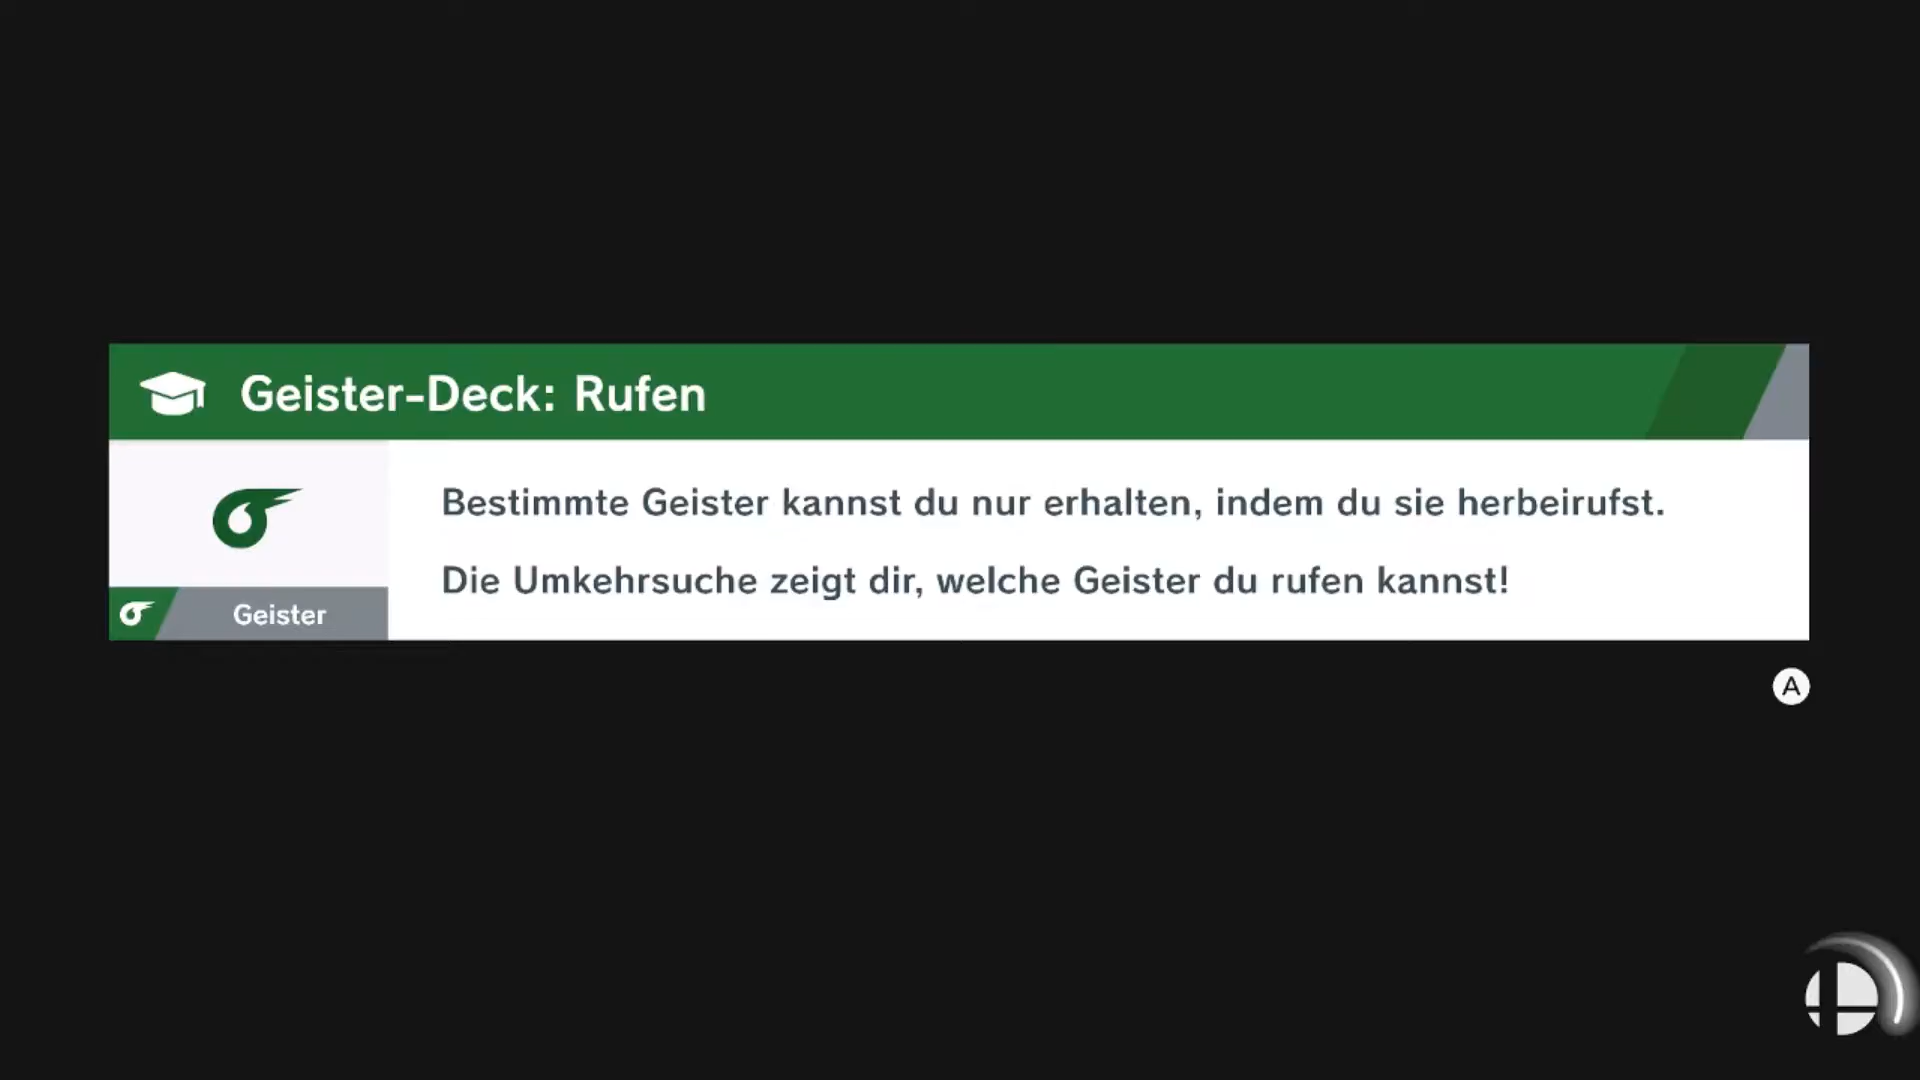 Geister-Deck: Rufen
Bestimmte Geister kannst du nur erhalten, indem du sie herbeirufst.
Die Umkehrsuche zeigt dir, welche Geister du rufen kannst!
Geister
A